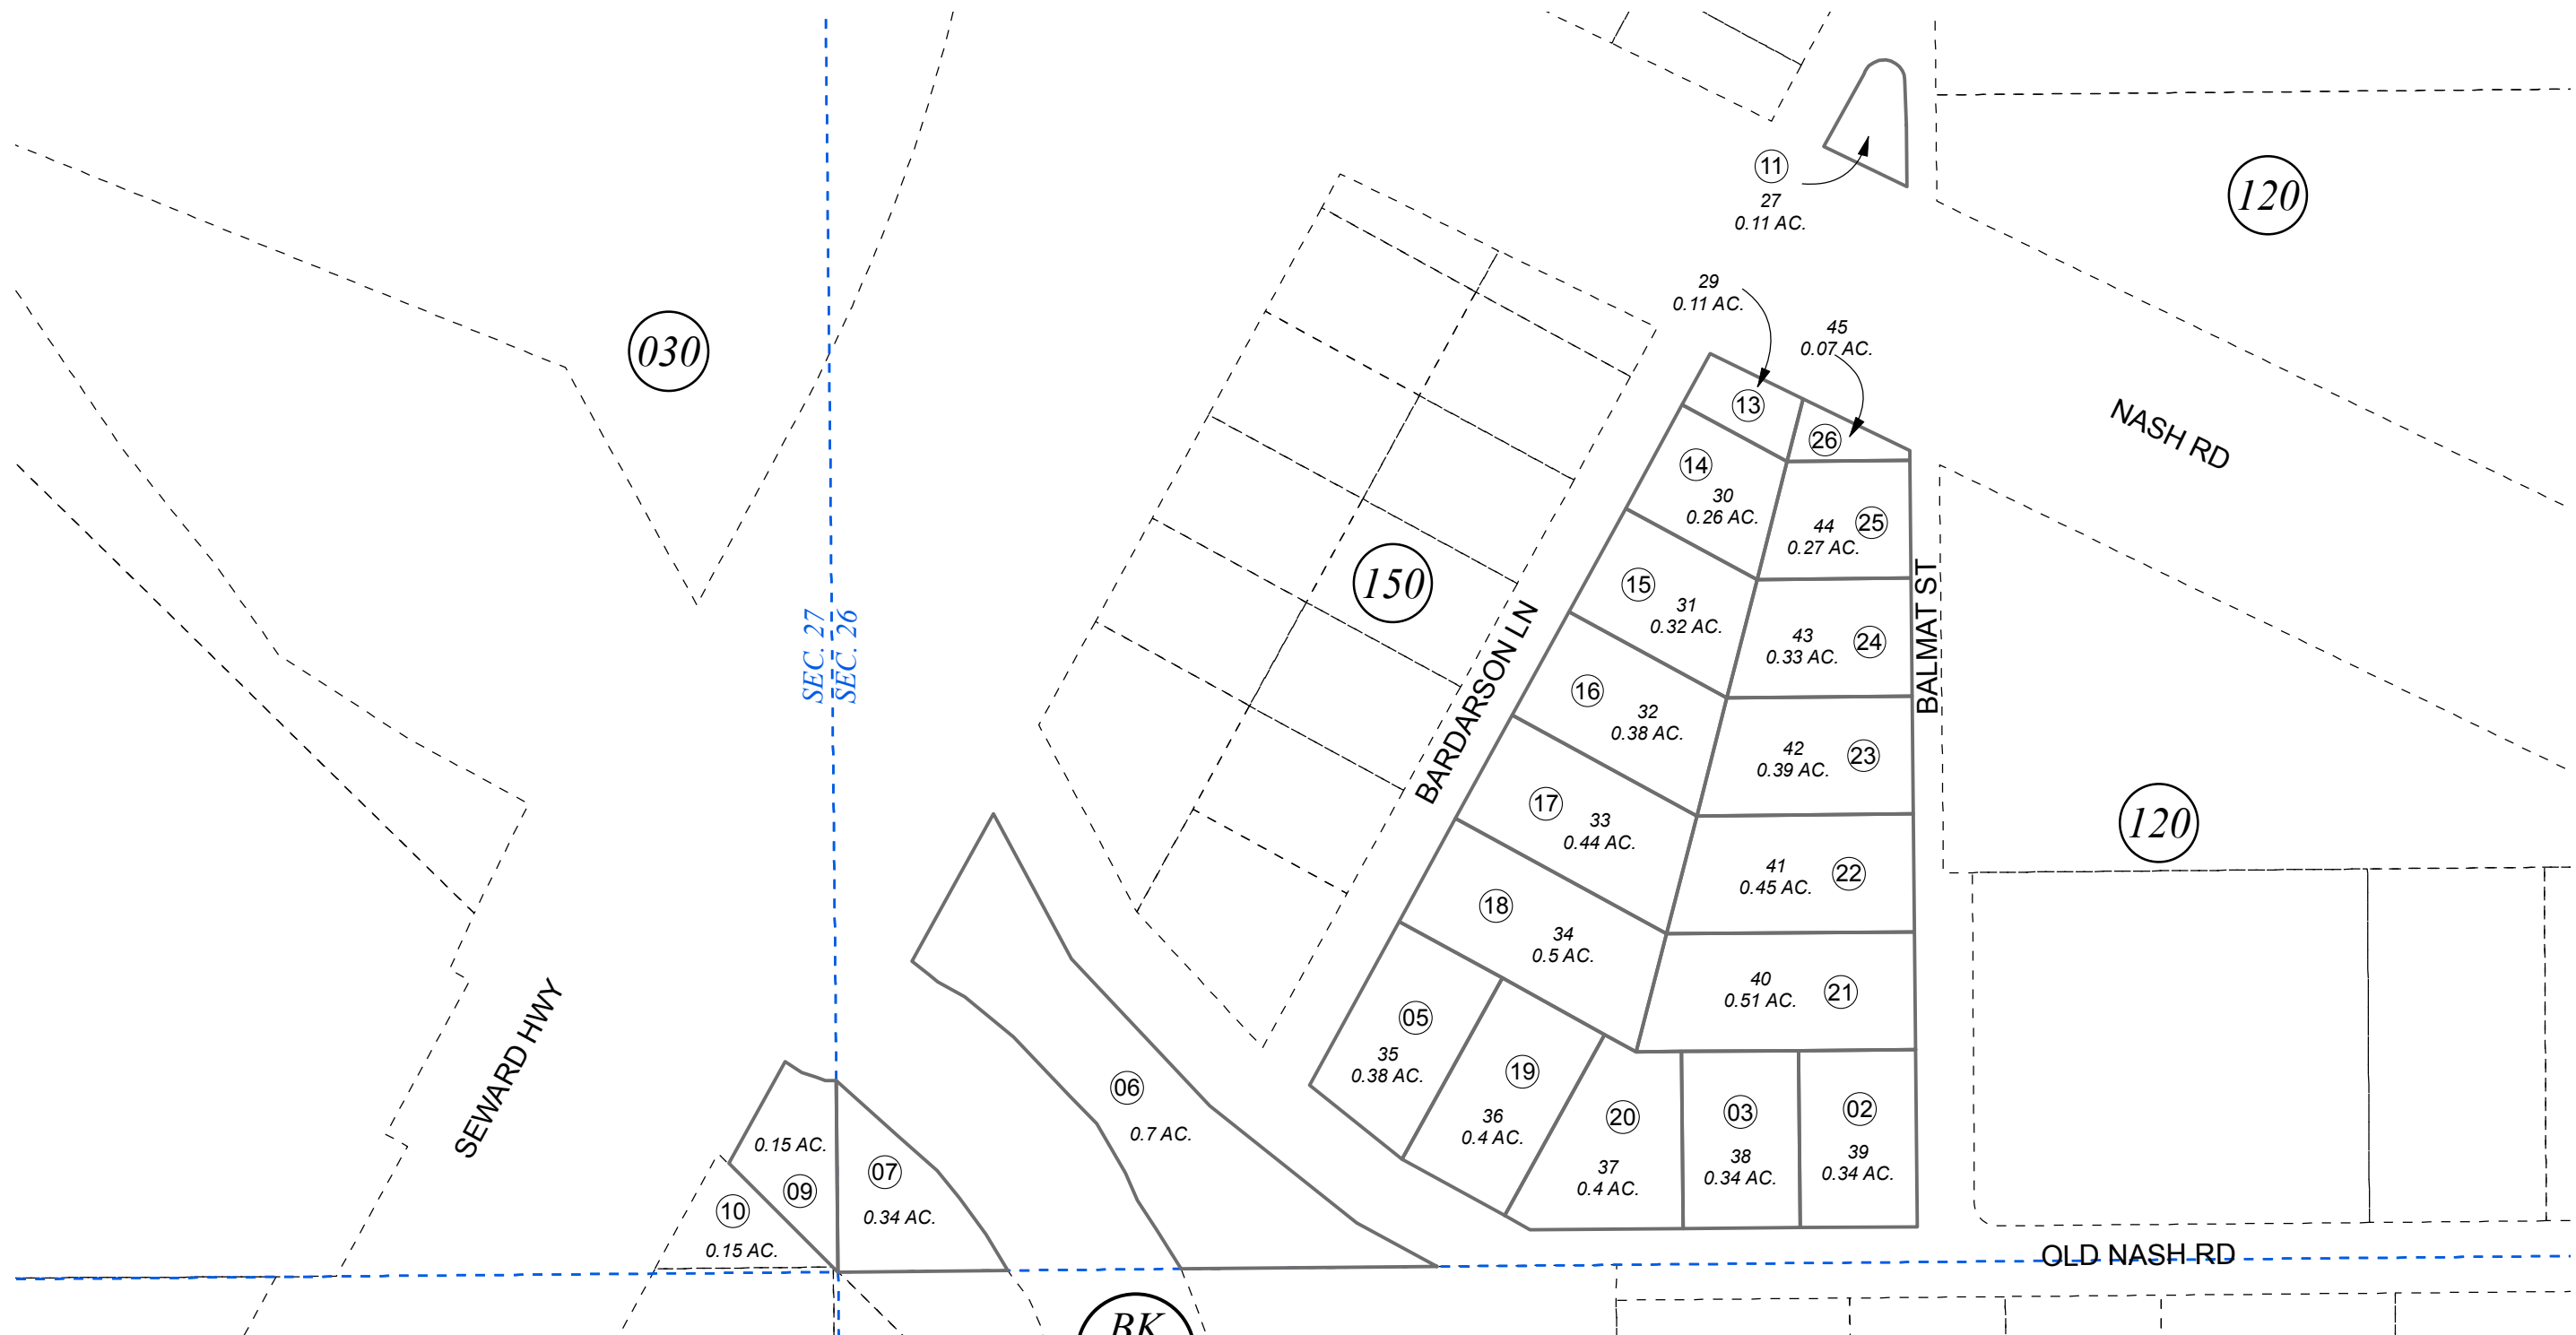 11
27
0.11 AC.
120
29
0.11 AC.
45
0.07 AC.
030
13
26
NASH RD
14
30
0.26 AC.
44
25
0.27 AC.
150
15
31
0.32 AC.
43
24
0.33 AC.
SEC. 27
SEC. 26
BARDARSON LN
BALMAT ST
16
32
0.38 AC.
42
23
0.39 AC.
17
33
0.44 AC.
120
41
22
0.45 AC.
18
34
0.5 AC.
40
21
0.51 AC.
SEWARD HWY
05
35
0.38 AC.
19
36
0.4 AC.
06
0.7 AC.
20
37
0.4 AC.
03
38
0.34 AC.
02
39
0.34 AC.
0.15 AC.
09
07
0.34 AC.
10
0.15 AC.
OLD NASH RD
BK